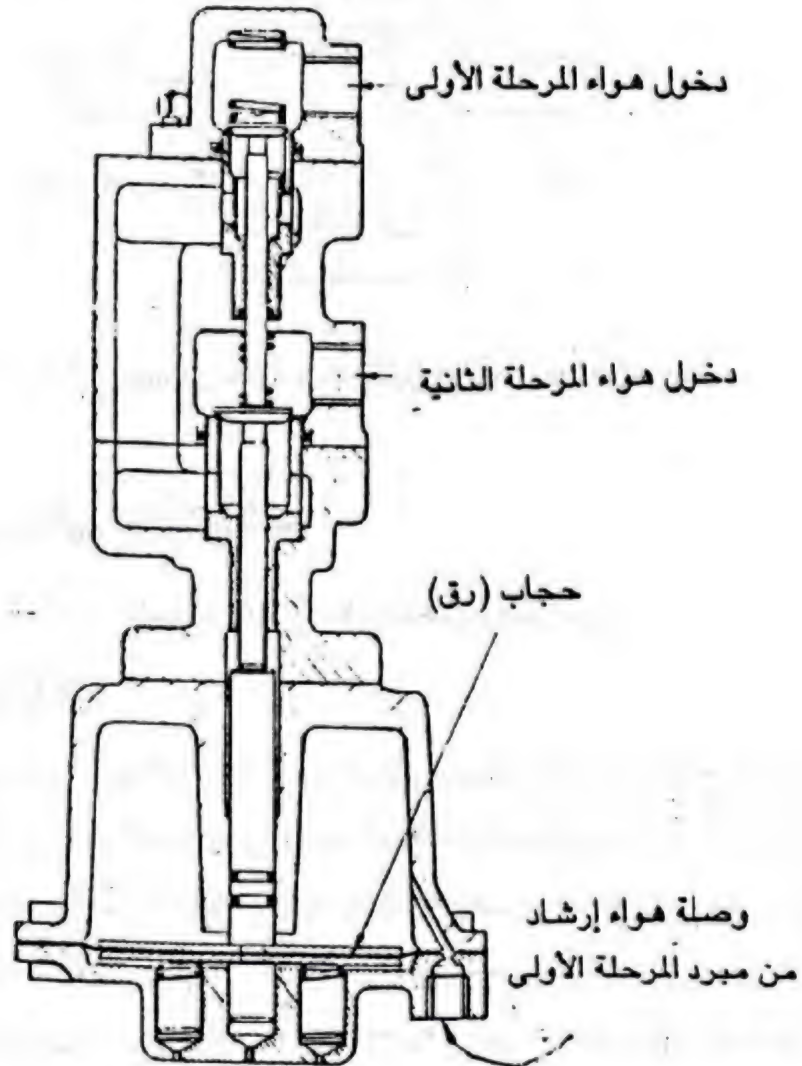 دخول هواء المرحلة الأولى
دخول هواء المرحلة الثانية
حجاب (رق)
وصلة هواء إرشاد
من مبرد المرحلة الأولى